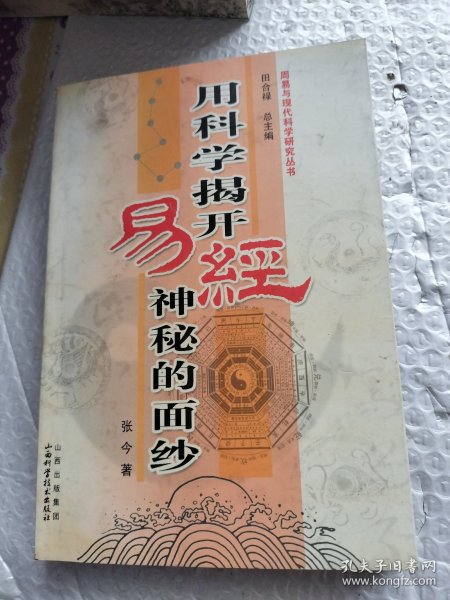 周易与现代科学研究丛书
田合禄 总主编
用科学揭开
易經
神秘的面纱
张今著
山西出版集团
山西科学技术出版社
孔夫子旧书网
www.kongfz.com